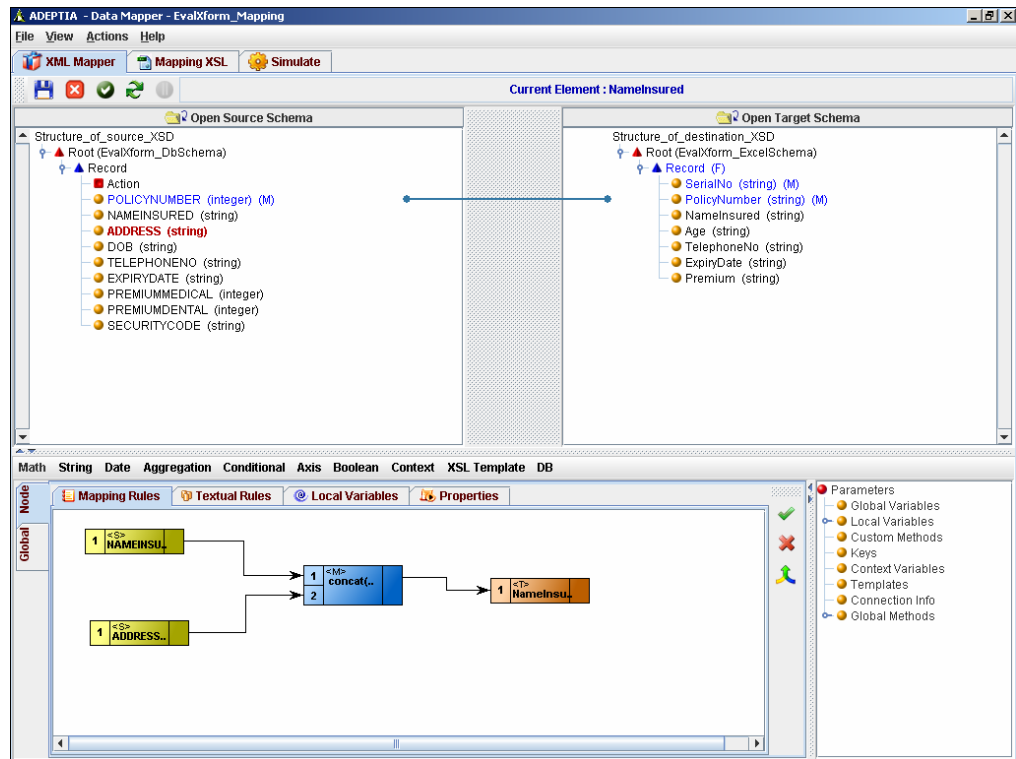 ADEPTIA - Data Mapper - EvalXform_Mapping
File View Actions Help
XML Mapper Mapping XSL Simulate
Current Element : NameInsured
Open Source Schema
Structure_of_source_XSD
Root (EvalXform_DbSchema)
Record
Action
POLICYNUMBER (integer) (M)
NAMEINSURED (string)
ADDRESS (string)
DOB (string)
TELEPHONENO (string)
EXPIRYDATE (string)
PREMIUMMEDICAL (integer)
PREMIUMDENTAL (integer)
SECURITYCODE (string)
Open Target Schema
Structure_of_destination_XSD
Root (EvalXform_ExcelSchema)
Record (F)
SerialNo (string) (M)
PolicyNumber (string) (M)
NameInsured (string)
Age (string)
TelephoneNo (string)
ExpiryDate (string)
Premium (string)
Math String Date Aggregation Conditional Axis Boolean Context XSL Template DB
Node
Global
Mapping Rules Textual Rules Local Variables Properties
1 <S> NAMEINSU..
1 <S> ADDRESS..
1 <M> concat(..
2
1 <T> NameInsu..
Parameters
Global Variables
Local Variables
Custom Methods
Keys
Context Variables
Templates
Connection Info
Global Methods